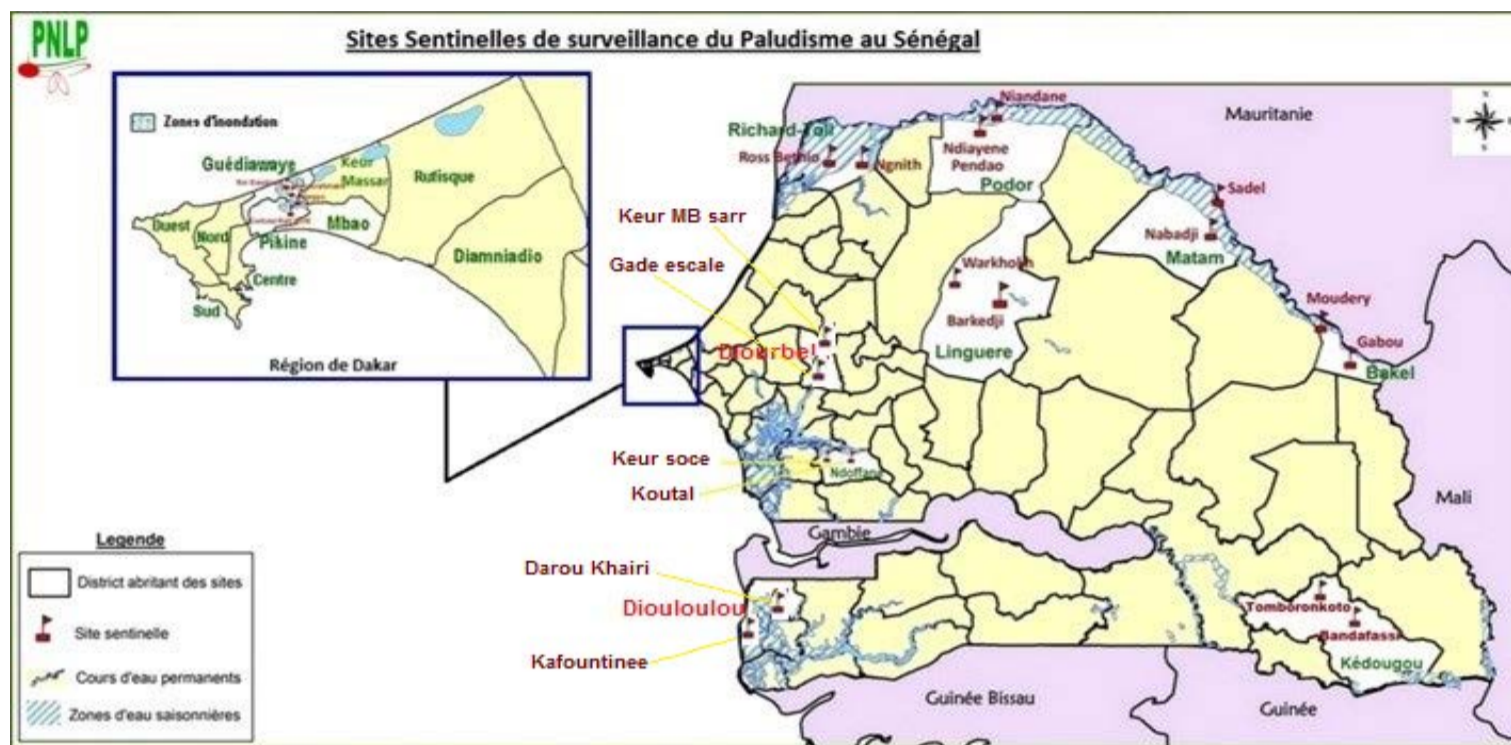 PNLP
Sites Sentinelles de surveillance du Paludisme au Sénégal
Zones d'inondation
Guédiawaye
Keur
Massar
Rufisque
Ouest
Nord
Pikine
Mbao
Centre
Diamniadio
Sud
Région de Dakar
Niandane
Mauritanie
Richard-Toll
Ross Bethio
Ngnith
Ndiayene
Pendao
Podor
Sadel
Nabadji
Matam
Keur MB sarr
Gade escale
Warkhokh
Barkedji
Linguere
Moudery
Gabou
Bakel
Diourbel
Keur soce
Ndoffane
Koutal
Mali
Gambie
Darou Khairi
Diouloulou
Kafountinee
Tomboronkoto
Bandafassi
Kédougou
Guinée Bissau
Guinée
Legende
District abritant des sites
Site sentinelle
Cours d'eau permanents
Zones d'eau saisonnières